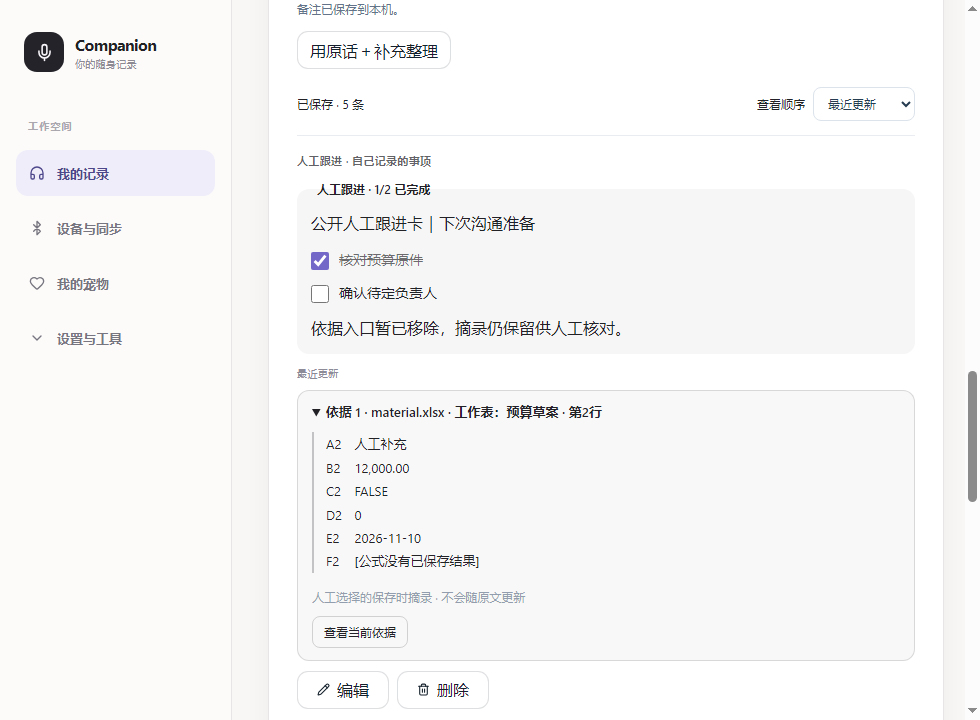 备注已保存到本机。
Companion
你的随身记录
工作空间
我的记录
设备与同步
我的宠物
设置与工具
用原话 + 补充整理
已保存 · 5 条
查看顺序
最近更新
人工跟进 · 自己记录的事项
人工跟进 · 1/2 已完成
公开人工跟进卡｜下次沟通准备
核对预算原件
确认待定负责人
依据入口暂已移除，摘录仍保留供人工核对。
最近更新
依据 1 · material.xlsx · 工作表：预算草案 · 第2行
A2 人工补充
B2 12,000.00
C2 FALSE
D2 0
E2 2026-11-10
F2 [公式没有已保存结果]
人工选择的保存时摘录 · 不会随原文更新
查看当前依据
编辑
删除